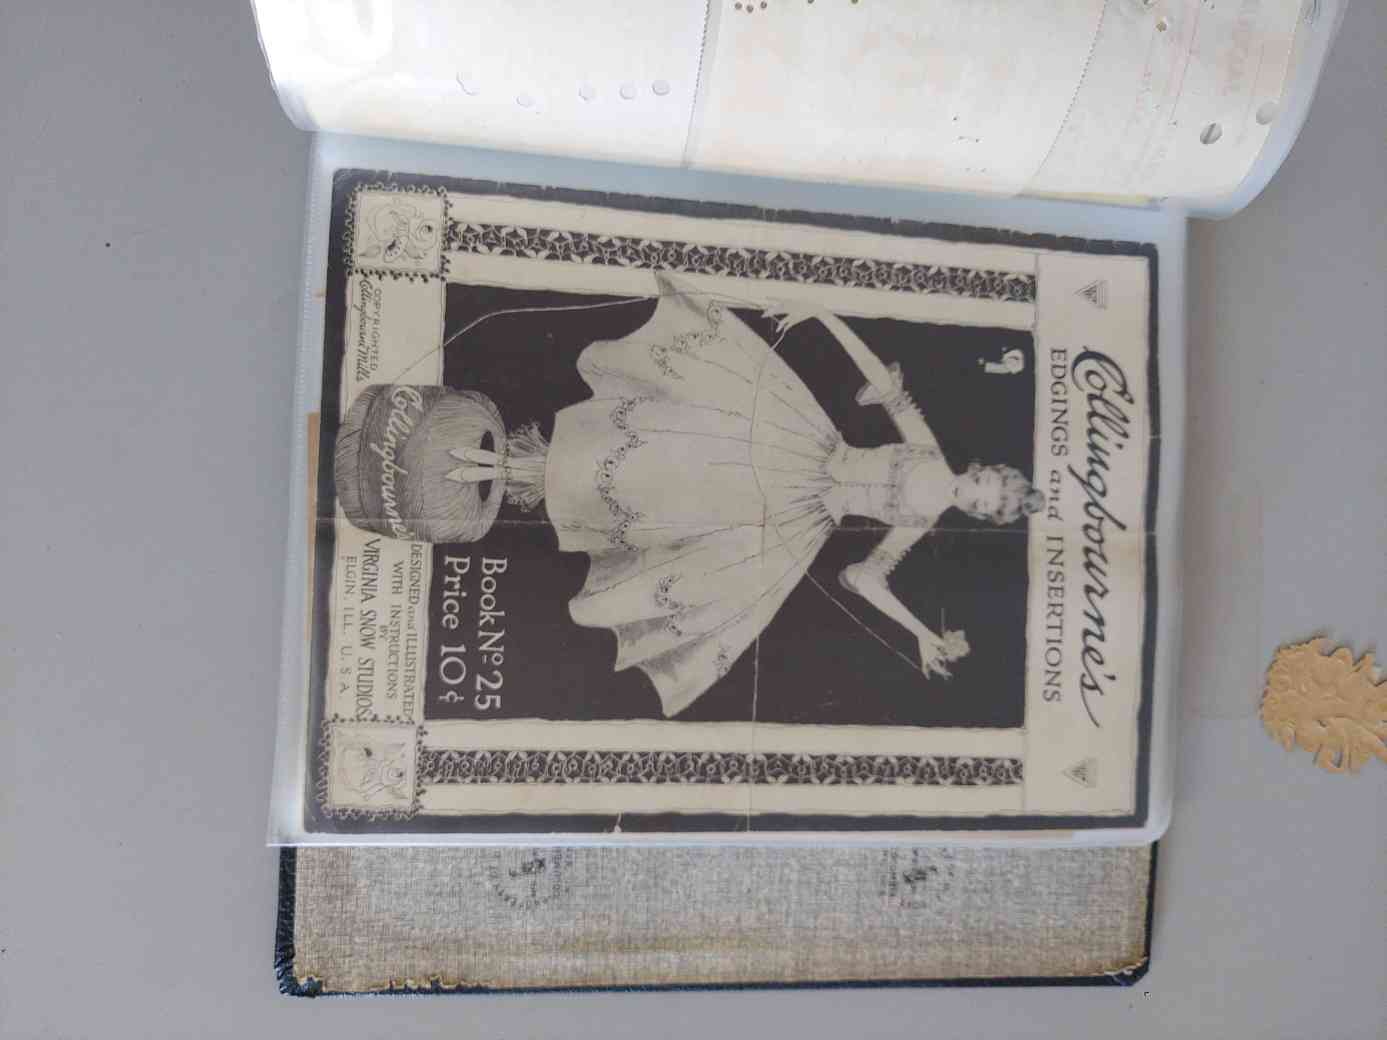 Collingbourne's
EDGINGS and INSERTIONS
Book No. 25
Price 10¢
COPYRIGHTED
Collingbourne Mills
Collingbourne's
DESIGNED and ILLUSTRATED
WITH INSTRUCTIONS
BY
VIRGINIA SNOW STUDIOS
ELGIN, ILL. U. S. A.